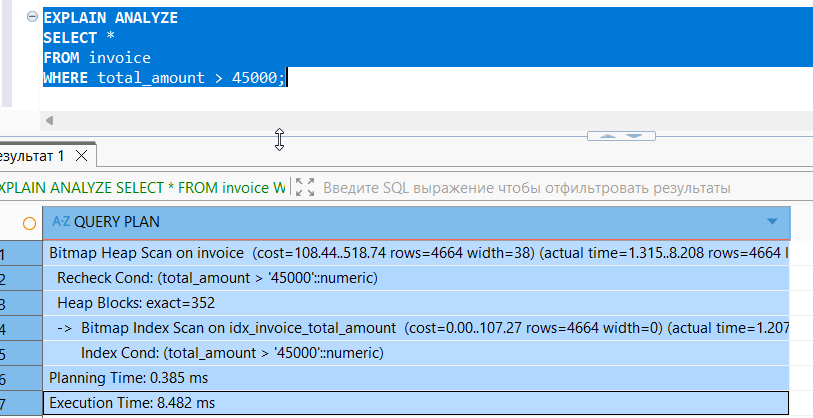 EXPLAIN ANALYZE
SELECT *
FROM invoice
WHERE total_amount > 45000;
езультат 1
XPLAIN ANALYZE SELECT * FROM invoice W
Введите SQL выражение чтобы отфильтровать результаты
A-Z QUERY PLAN
1 Bitmap Heap Scan on invoice (cost=108.44..518.74 rows=4664 width=38) (actual time=1.315..8.208 rows=4664 l
2 Recheck Cond: (total_amount > '45000'::numeric)
3 Heap Blocks: exact=352
4 -> Bitmap Index Scan on idx_invoice_total_amount (cost=0.00..107.27 rows=4664 width=0) (actual time=1.207
5 Index Cond: (total_amount > '45000'::numeric)
6 Planning Time: 0.385 ms
7 Execution Time: 8.482 ms